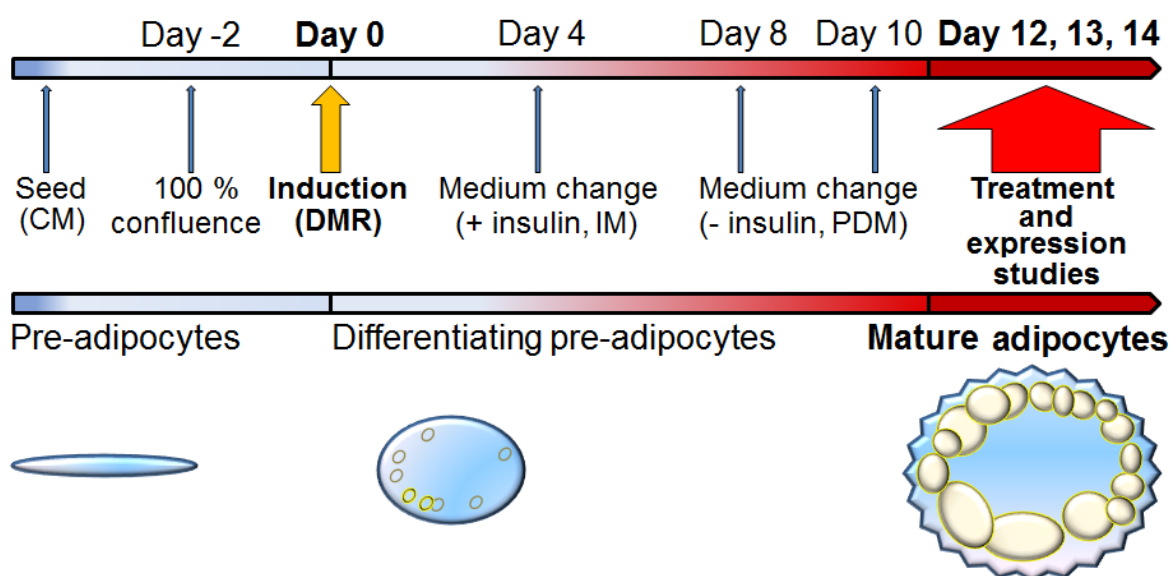 Day -2 Day 0 Day 4 Day 8 Day 10 Day 12, 13, 14
Seed
(CM)
100 %
confluence
Induction
(DMR)
Medium change
(+ insulin, IM)
Medium change
(- insulin, PDM)
Treatment
and
expression
studies
Pre-adipocytes Differentiating pre-adipocytes Mature adipocytes